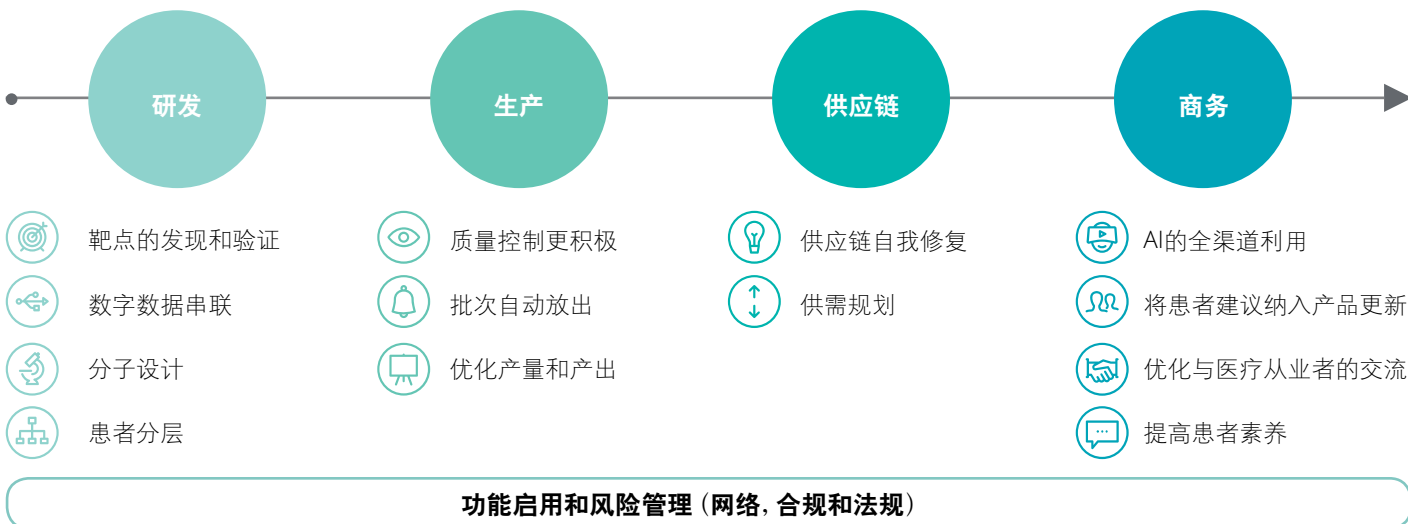 研发
生产
供应链
商务
靶点的发现和验证
数字数据串联
分子设计
患者分层
质量控制更积极
批次自动放出
优化产量和产出
供应链自我修复
供需规划
AI的全渠道利用
将患者建议纳入产品更新
优化与医疗从业者的交流
提高患者素养
功能启用和风险管理（网络，合规和法规）